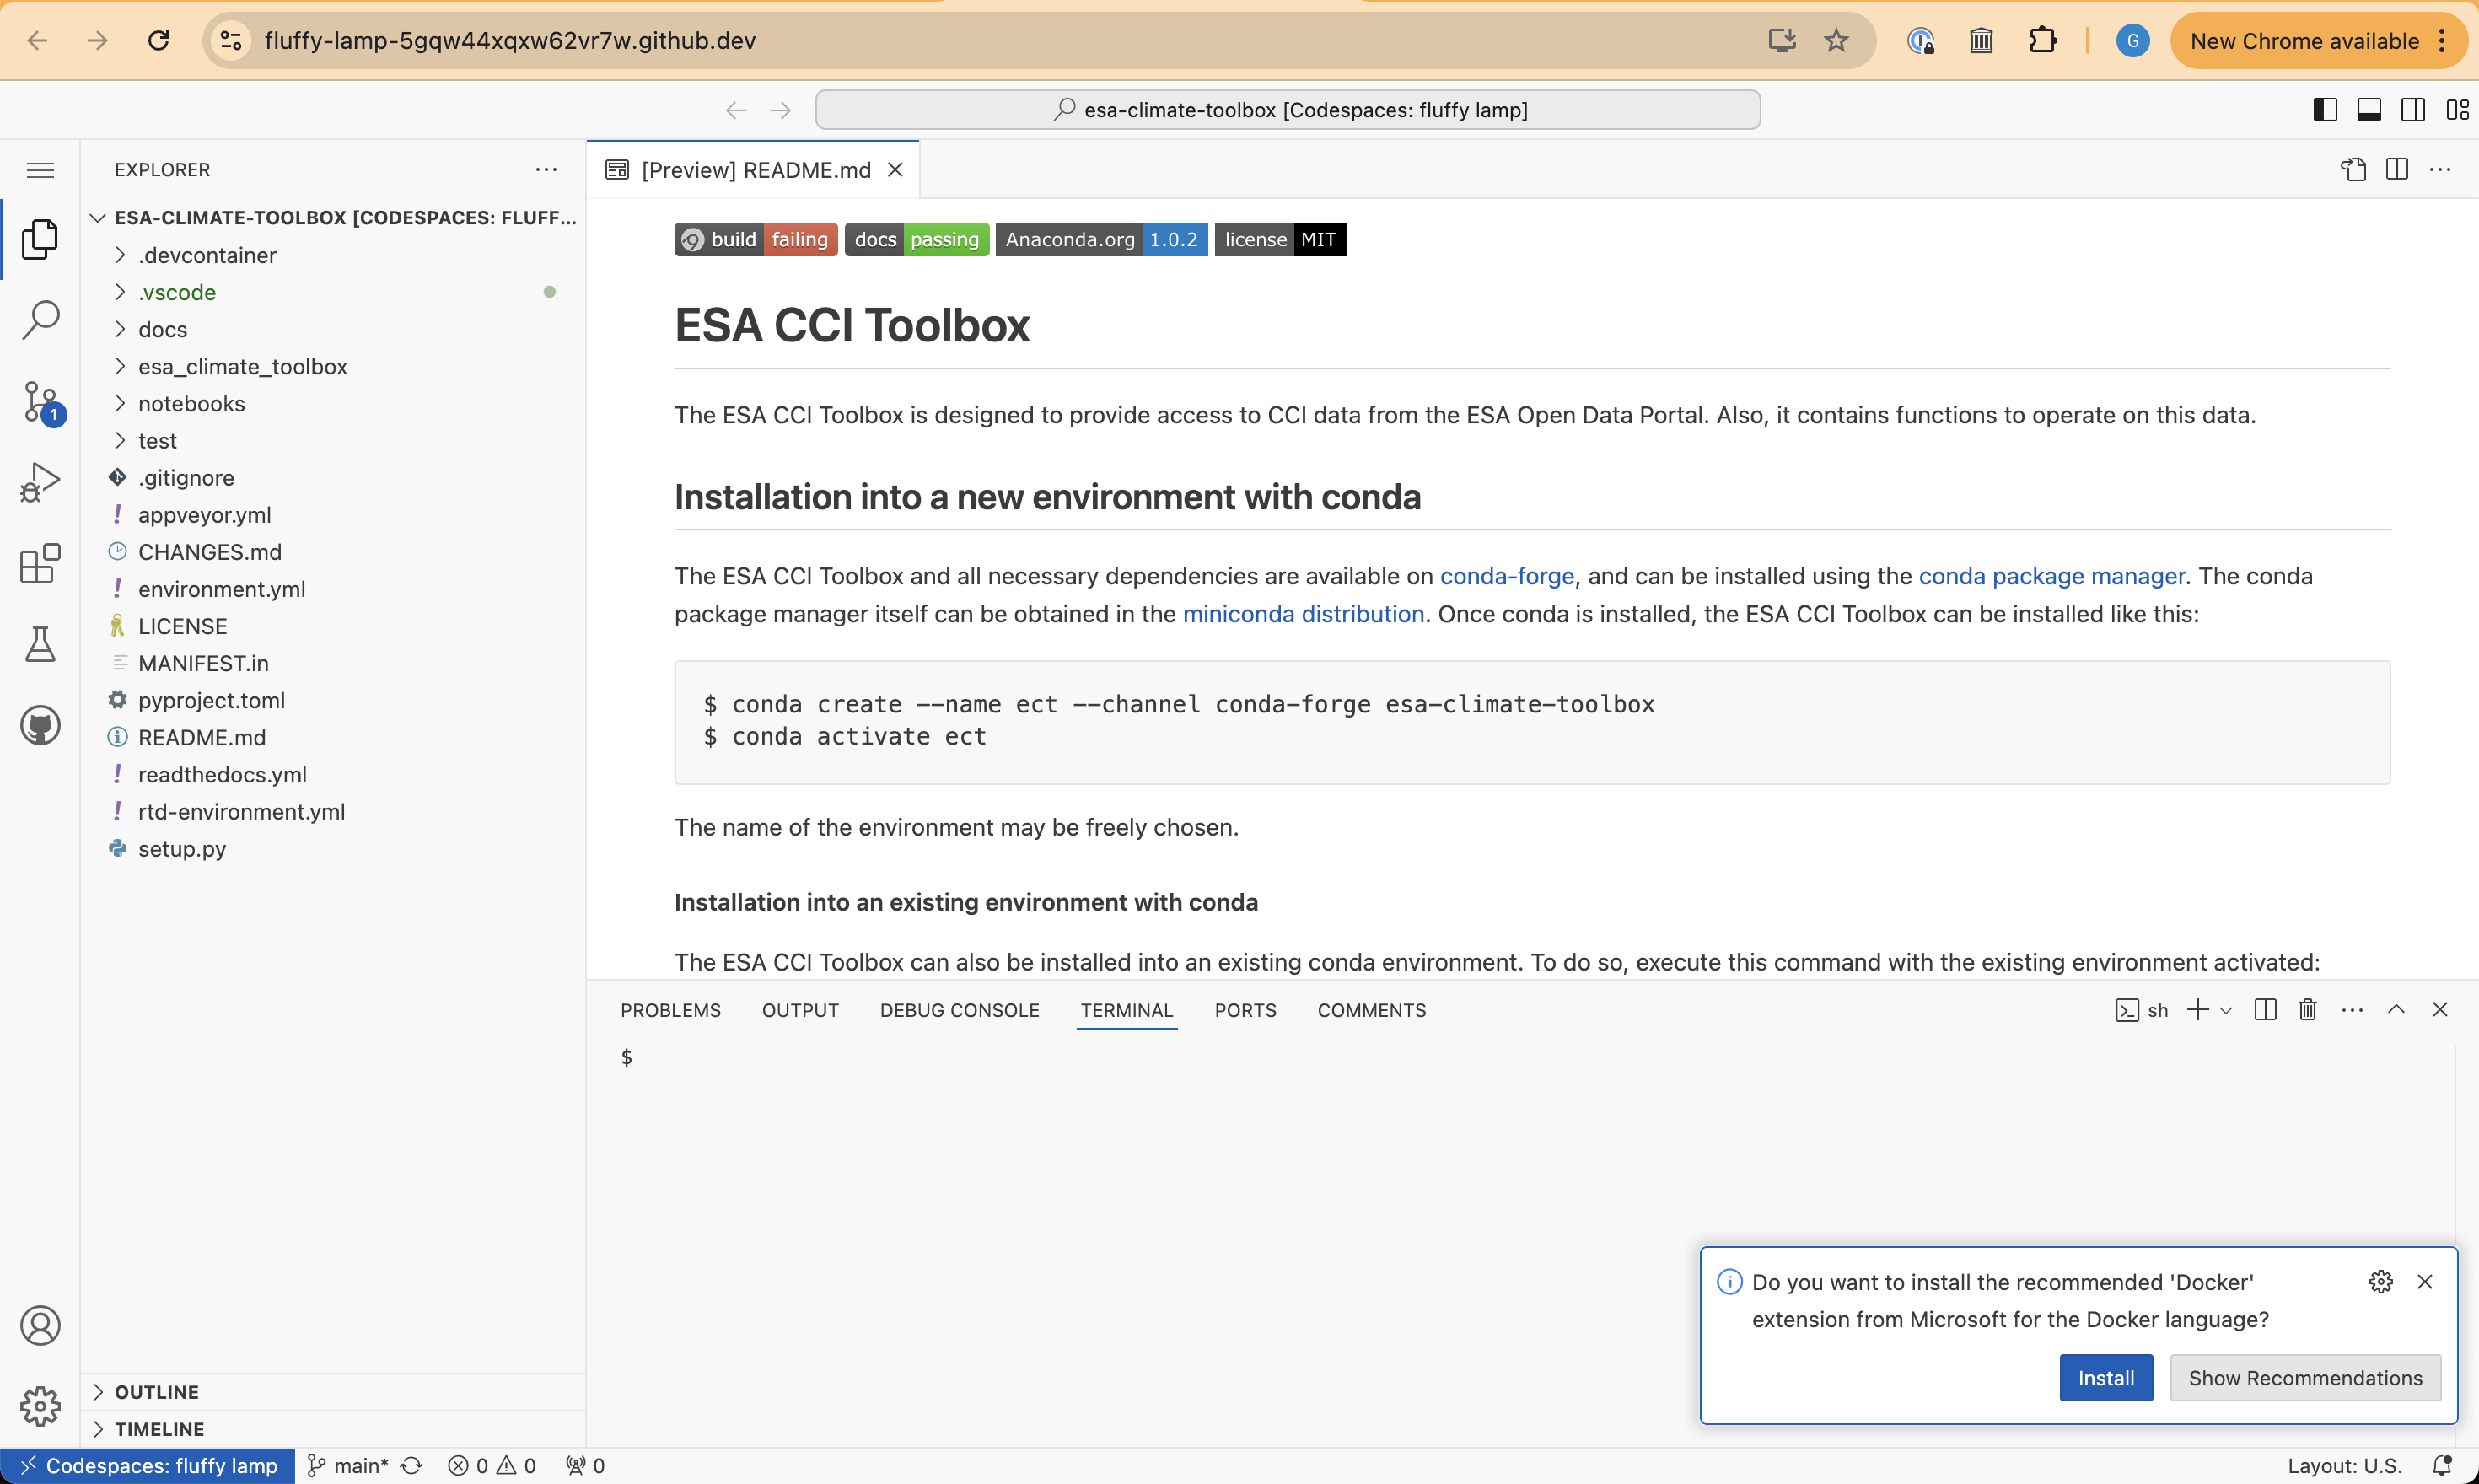 fluffy-lamp-5gqw44xqxw62vr7w.github.dev
G
New Chrome available
esa-climate-toolbox [Codespaces: fluffy lamp]
EXPLORER
[Preview] README.md
ESA-CLIMATE-TOOLBOX [CODESPACES: FLUFF...
.devcontainer
.vscode
docs
esa_climate_toolbox
notebooks
test
.gitignore
! appveyor.yml
CHANGES.md
! environment.yml
LICENSE
MANIFEST.in
pyproject.toml
README.md
! readthedocs.yml
! rtd-environment.yml
setup.py
1
OUTLINE
TIMELINE
build failing docs passing Anaconda.org 1.0.2 license MIT
ESA CCI Toolbox
The ESA CCI Toolbox is designed to provide access to CCI data from the ESA Open Data Portal. Also, it contains functions to operate on this data.
Installation into a new environment with conda
The ESA CCI Toolbox and all necessary dependencies are available on conda-forge, and can be installed using the conda package manager. The conda
package manager itself can be obtained in the miniconda distribution. Once conda is installed, the ESA CCI Toolbox can be installed like this:
$ conda create --name ect --channel conda-forge esa-climate-toolbox
$ conda activate ect
The name of the environment may be freely chosen.
Installation into an existing environment with conda
The ESA CCI Toolbox can also be installed into an existing conda environment. To do so, execute this command with the existing environment activated:
PROBLEMS OUTPUT DEBUG CONSOLE TERMINAL PORTS COMMENTS
sh
$
Do you want to install the recommended 'Docker'
extension from Microsoft for the Docker language?
Install
Show Recommendations
Codespaces: fluffy lamp main* 0 0 0
Layout: U.S.